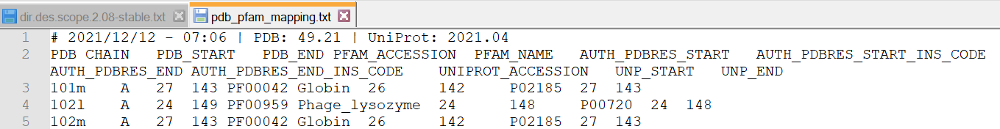 dir.des.scope.2.08-stable.txt pdb_pfam_mapping.txt
1 # 2021/12/12 - 07:06 | PDB: 49.21 | UniProt: 2021.04
2 PDB CHAIN PDB_START PDB_END PFAM_ACCESSION PFAM_NAME AUTH_PDBRES_START AUTH_PDBRES_START_INS_CODE
AUTH_PDBRES_END AUTH_PDBRES_END_INS_CODE UNIPROT_ACCESSION UNP_START UNP_END
3 101m A 27 143 PF00042 Globin 26 142 P02185 27 143
4 102l A 24 149 PF00959 Phage_lysozyme 24 148 P00720 24 148
5 102m A 27 143 PF00042 Globin 26 142 P02185 27 143